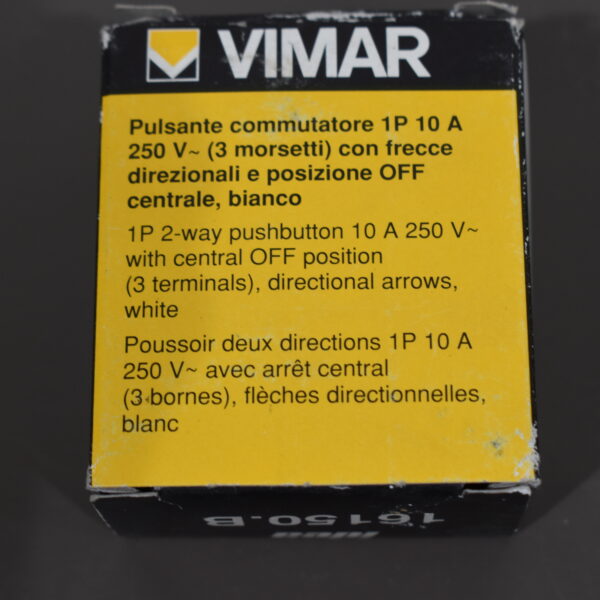 VIMAR
Pulsante commutatore 1P 10 A
250 V~ (3 morsetti) con frecce
direzionali e posizione OFF
centrale, bianco
1P 2-way pushbutton 10 A 250 V~
with central OFF position
(3 terminals), directional arrows,
white
Poussoir deux directions 1P 10 A
250 V~ avec arrêt central
(3 bornes), flèches directionnelles,
blanc
16150.B